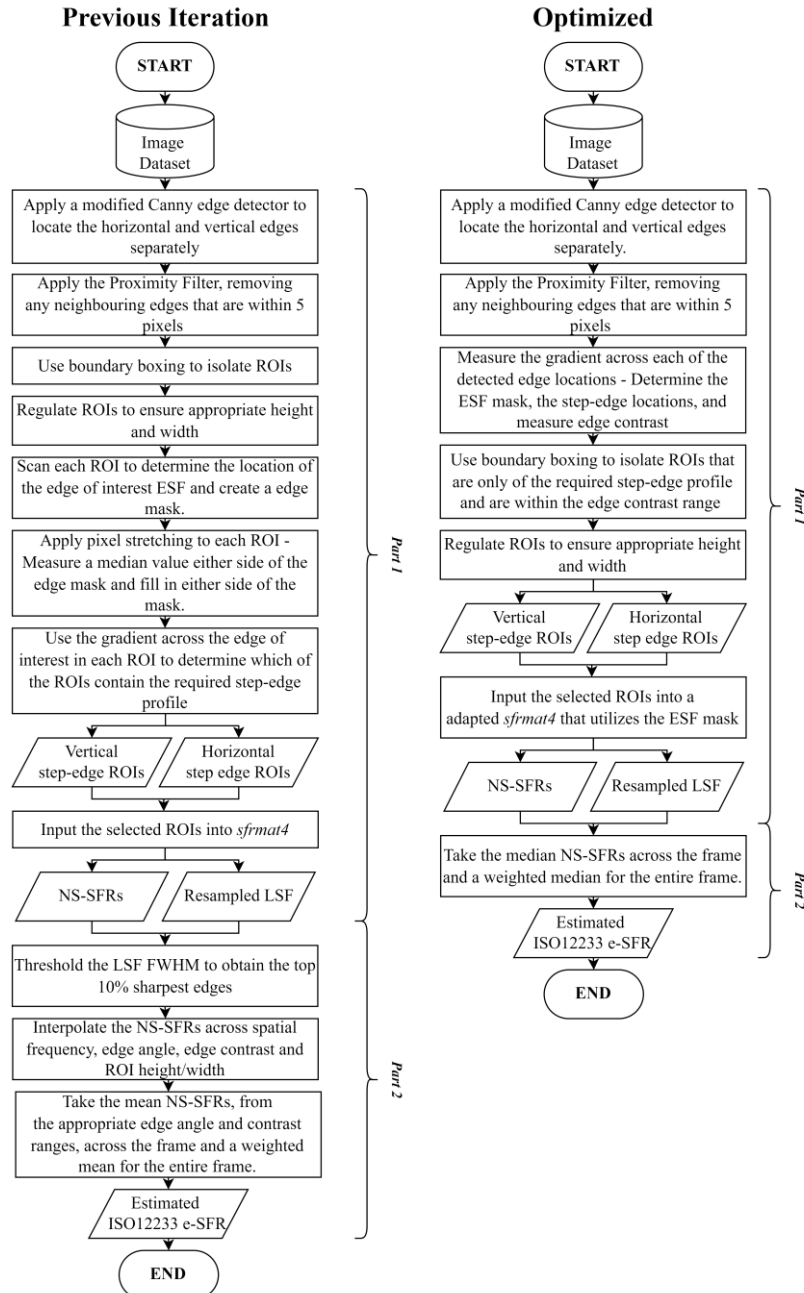 Previous Iteration
START
Image
Dataset
Apply a modified Canny edge detector to
locate the horizontal and vertical edges
separately
Apply the Proximity Filter, removing
any neighbouring edges that are within 5
pixels
Use boundary boxing to isolate ROIs
Regulate ROIs to ensure appropriate height
and width
Scan each ROI to determine the location of
the edge of interest ESF and create a edge
mask.
Apply pixel stretching to each ROI -
Measure a median value either side of the
edge mask and fill in either side of the
mask.
Use the gradient across the edge of
interest in each ROI to determine which of
the ROIs contain the required step-edge
profile
Vertical
step-edge ROIs
Horizontal
step edge ROIs
Input the selected ROIs into sfrmat4
NS-SFRs
Resampled LSF
Part 1
Threshold the LSF FWHM to obtain the top
10% sharpest edges
Interpolate the NS-SFRs across spatial
frequency, edge angle, edge contrast and
ROI height/width
Take the mean NS-SFRs, from
the appropriate edge angle and contrast
ranges, across the frame and a weighted
mean for the entire frame.
Estimated
ISO12233 e-SFR
END
Part 2
Optimized
START
Image
Dataset
Apply a modified Canny edge detector to
locate the horizontal and vertical edges
separately.
Apply the Proximity Filter, removing
any neighbouring edges that are within 5
pixels
Measure the gradient across each of the
detected edge locations - Determine the
ESF mask, the step-edge locations, and
measure edge contrast
Use boundary boxing to isolate ROIs that
are only of the required step-edge profile
and are within the edge contrast range
Regulate ROIs to ensure appropriate height
and width
Vertical
step-edge ROIs
Horizontal
step edge ROIs
Input the selected ROIs into a
adapted sfrmat4 that utilizes the ESF mask
NS-SFRs
Resampled LSF
Part 1
Take the median NS-SFRs across the frame
and a weighted median for the entire frame.
Estimated
ISO12233 e-SFR
END
Part 2